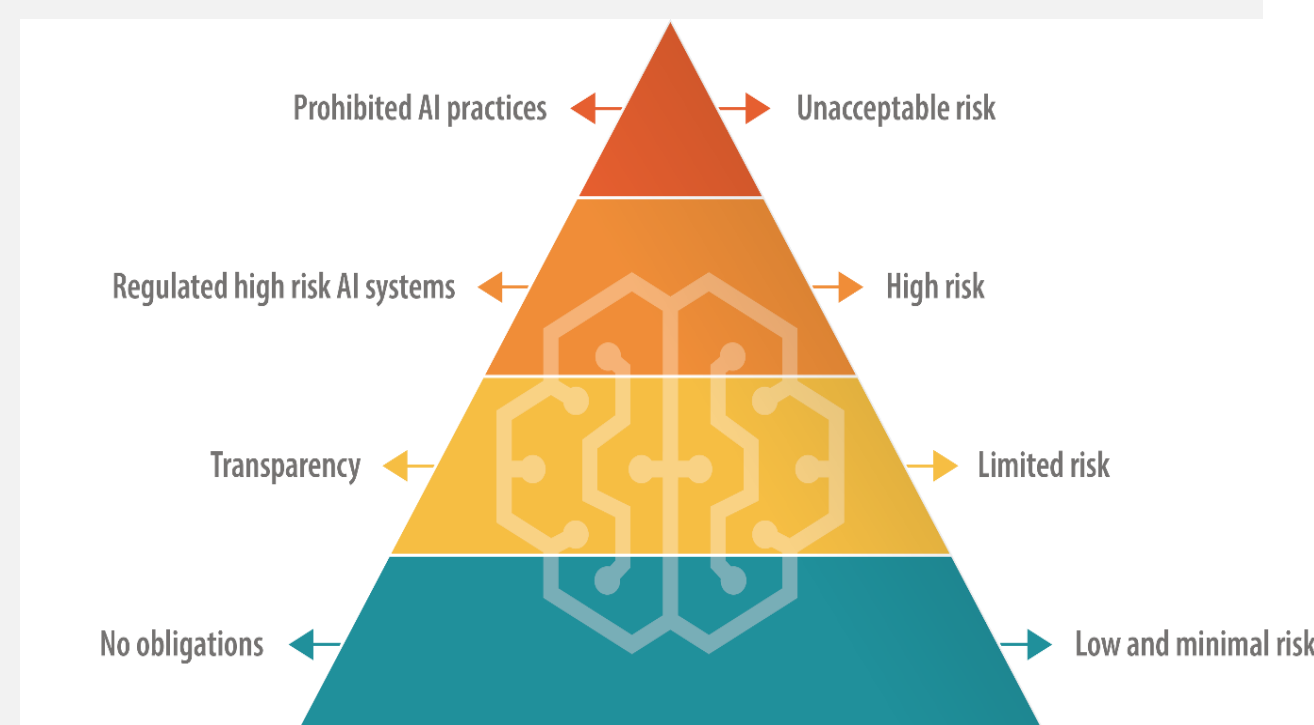 Prohibited AI practices
Unacceptable risk
Regulated high risk AI systems
High risk
Transparency
Limited risk
No obligations
Low and minimal risk